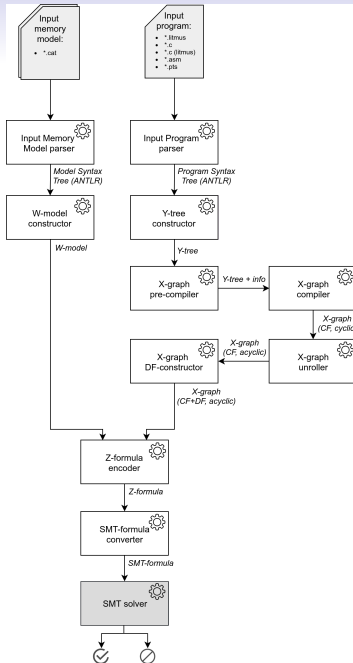 Input
memory
model:
• *.cat
Input
program:
• *.litmus
• *.c
• *.c (litmus)
• *.asm
• *.pts
Input Memory
Model parser
Input Program
parser
Model Syntax
Tree (ANTLR)
Program Syntax
Tree (ANTLR)
W-model
constructor
Y-tree
constructor
W-model
Y-tree
X-graph
pre-compiler
Y-tree + info
X-graph
compiler
X-graph
(CF, cyclic)
X-graph
DF-constructor
X-graph
(CF, acyclic)
X-graph
unroller
X-graph
(CF+DF, acyclic)
Z-formula
encoder
Z-formula
SMT-formula
converter
SMT-formula
SMT solver